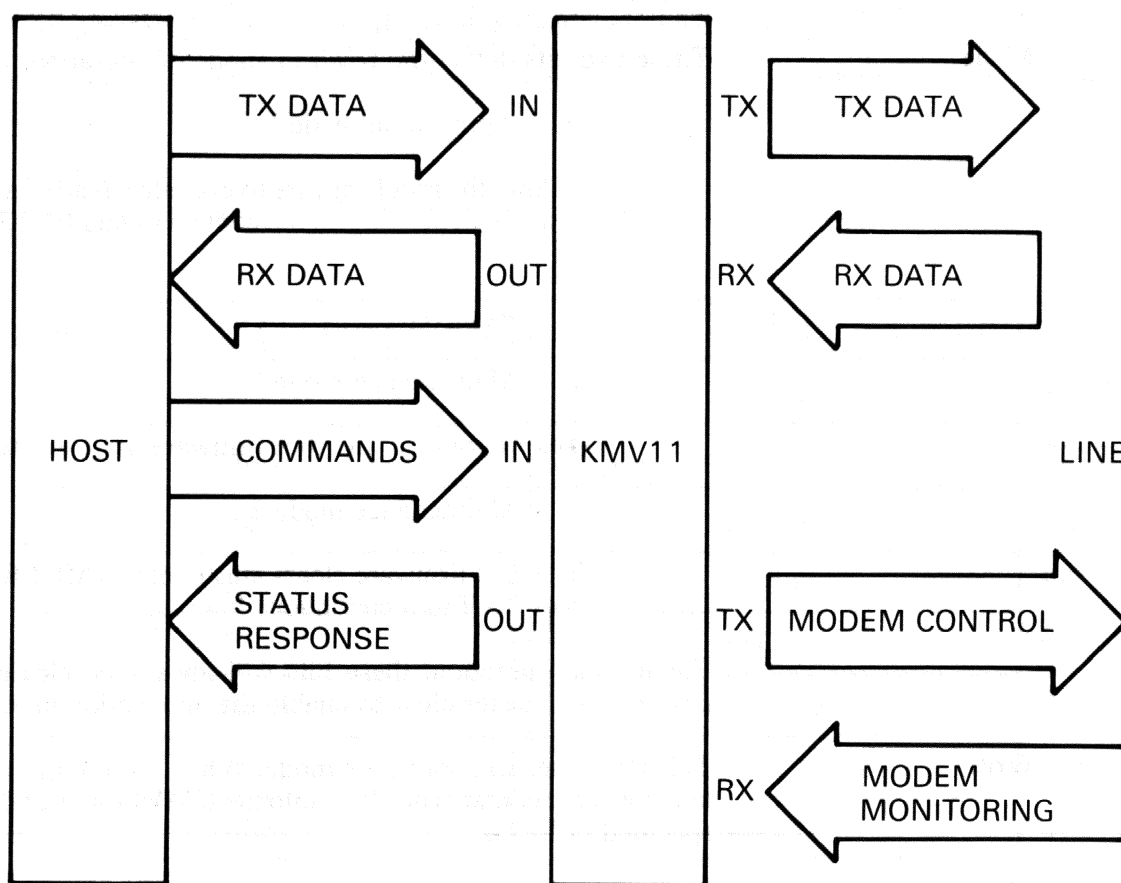 TX DATA IN TX TX DATA
RX DATA OUT RX RX DATA
HOST COMMANDS IN KMV11 LINE
STATUS
RESPONSE OUT TX MODEM CONTROL
RX MODEM
MONITORING